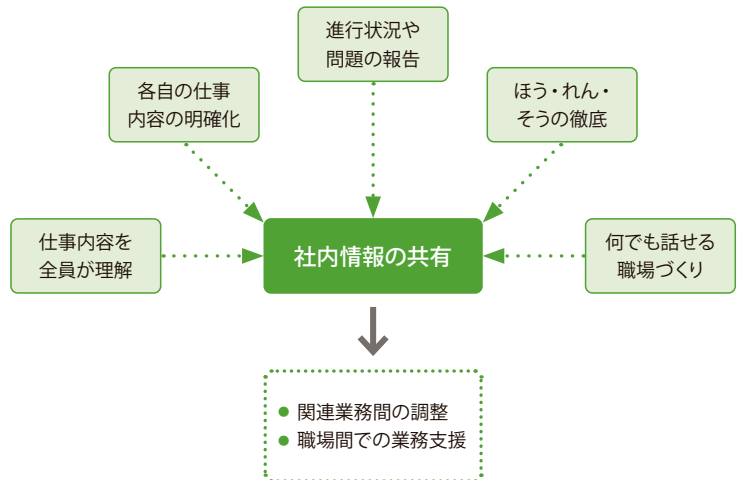 進行状況や
問題の報告
各自の仕事
内容の明確化
ほう・れん・
そうの徹底
仕事内容を
全員が理解
社内情報の共有
何でも話せる
職場づくり
● 関連業務間の調整
● 職場間での業務支援